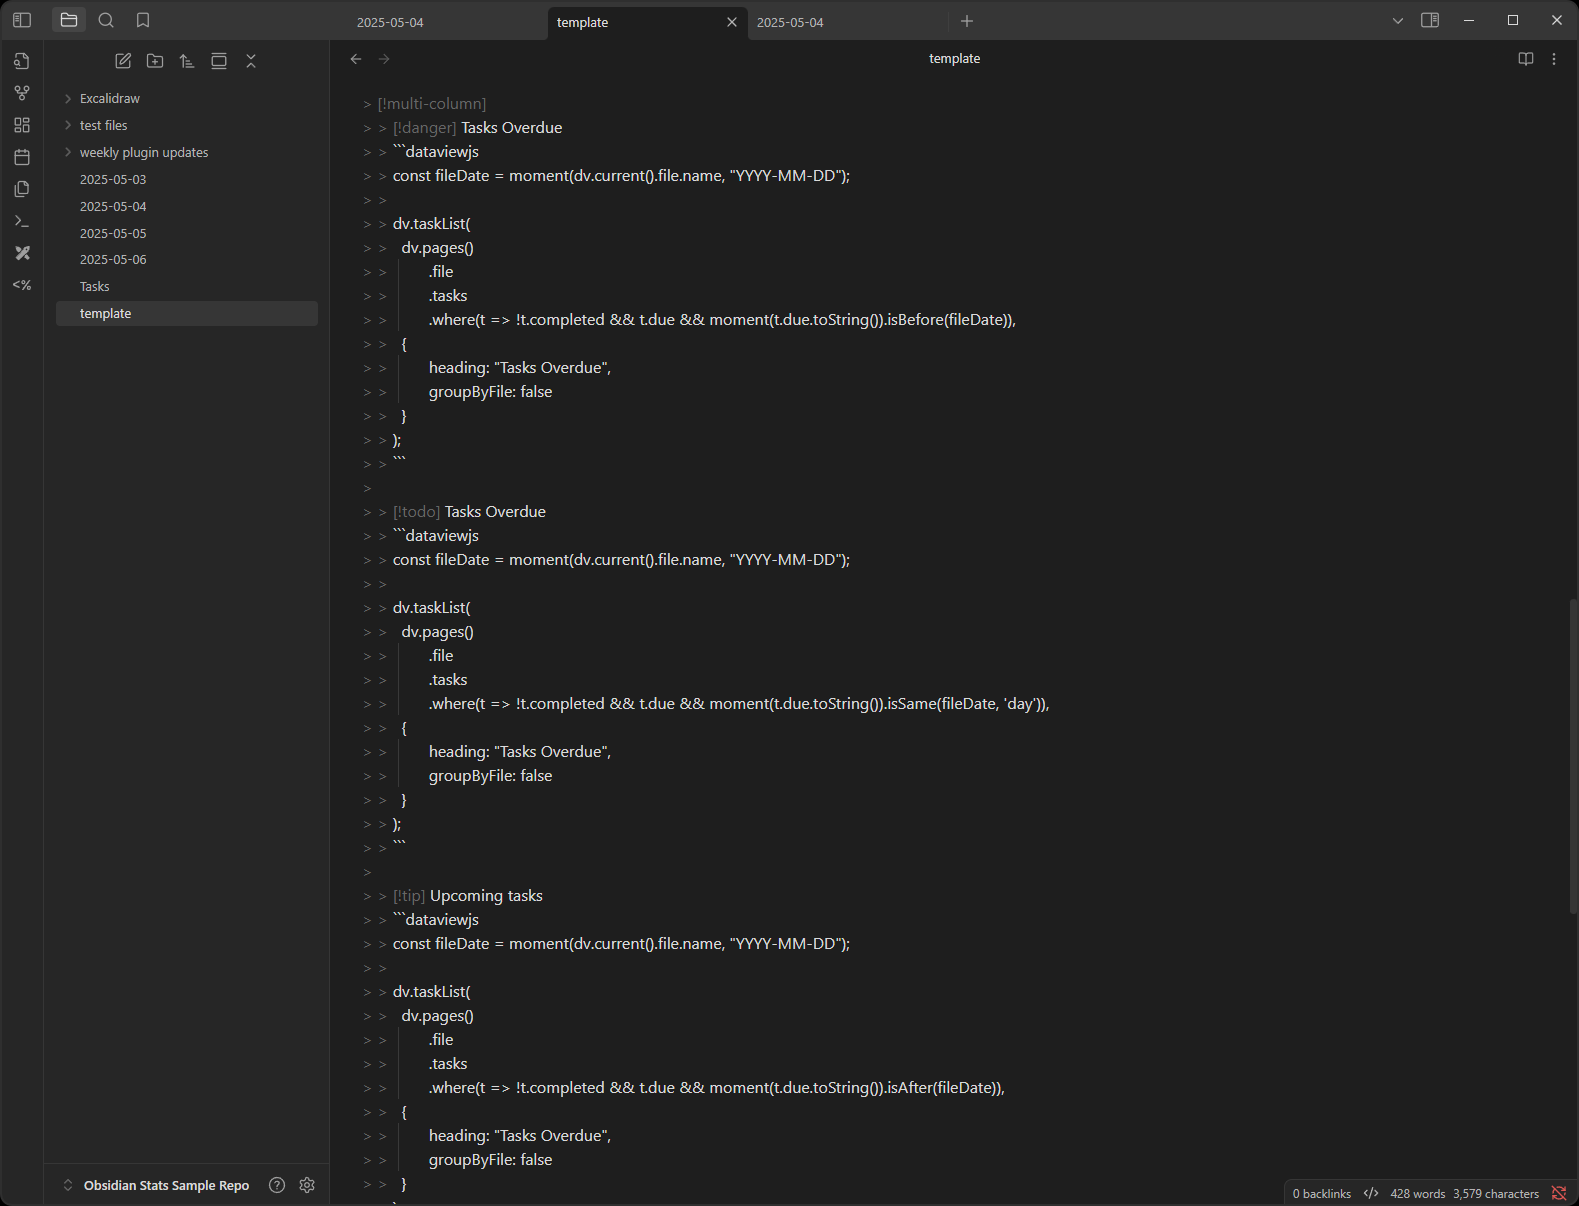 2025-05-04
template
2025-05-04
template
Excalidraw
test files
weekly plugin updates
2025-05-03
2025-05-04
2025-05-05
2025-05-06
Tasks
template
<%
> [!multi-column]
> > [!danger] Tasks Overdue
> > ```dataviewjs
> > const fileDate = moment(dv.current().file.name, "YYYY-MM-DD");
> >
> > dv.taskList(
> > dv.pages()
> > .file
> > .tasks
> > .where(t => !t.completed && t.due && moment(t.due.toString()).isBefore(fileDate)),
> > {
> > heading: "Tasks Overdue",
> > groupByFile: false
> > }
> > );
> > ```
>
> > [!todo] Tasks Overdue
> > ```dataviewjs
> > const fileDate = moment(dv.current().file.name, "YYYY-MM-DD");
> >
> > dv.taskList(
> > dv.pages()
> > .file
> > .tasks
> > .where(t => !t.completed && t.due && moment(t.due.toString()).isSame(fileDate, 'day')),
> > {
> > heading: "Tasks Overdue",
> > groupByFile: false
> > }
> > );
> > ```
>
> > [!tip] Upcoming tasks
> > ```dataviewjs
> > const fileDate = moment(dv.current().file.name, "YYYY-MM-DD");
> >
> > dv.taskList(
> > dv.pages()
> > .file
> > .tasks
> > .where(t => !t.completed && t.due && moment(t.due.toString()).isAfter(fileDate)),
> > {
> > heading: "Tasks Overdue",
> > groupByFile: false
> > }
Obsidian Stats Sample Repo
0 backlinks </> 428 words 3,579 characters